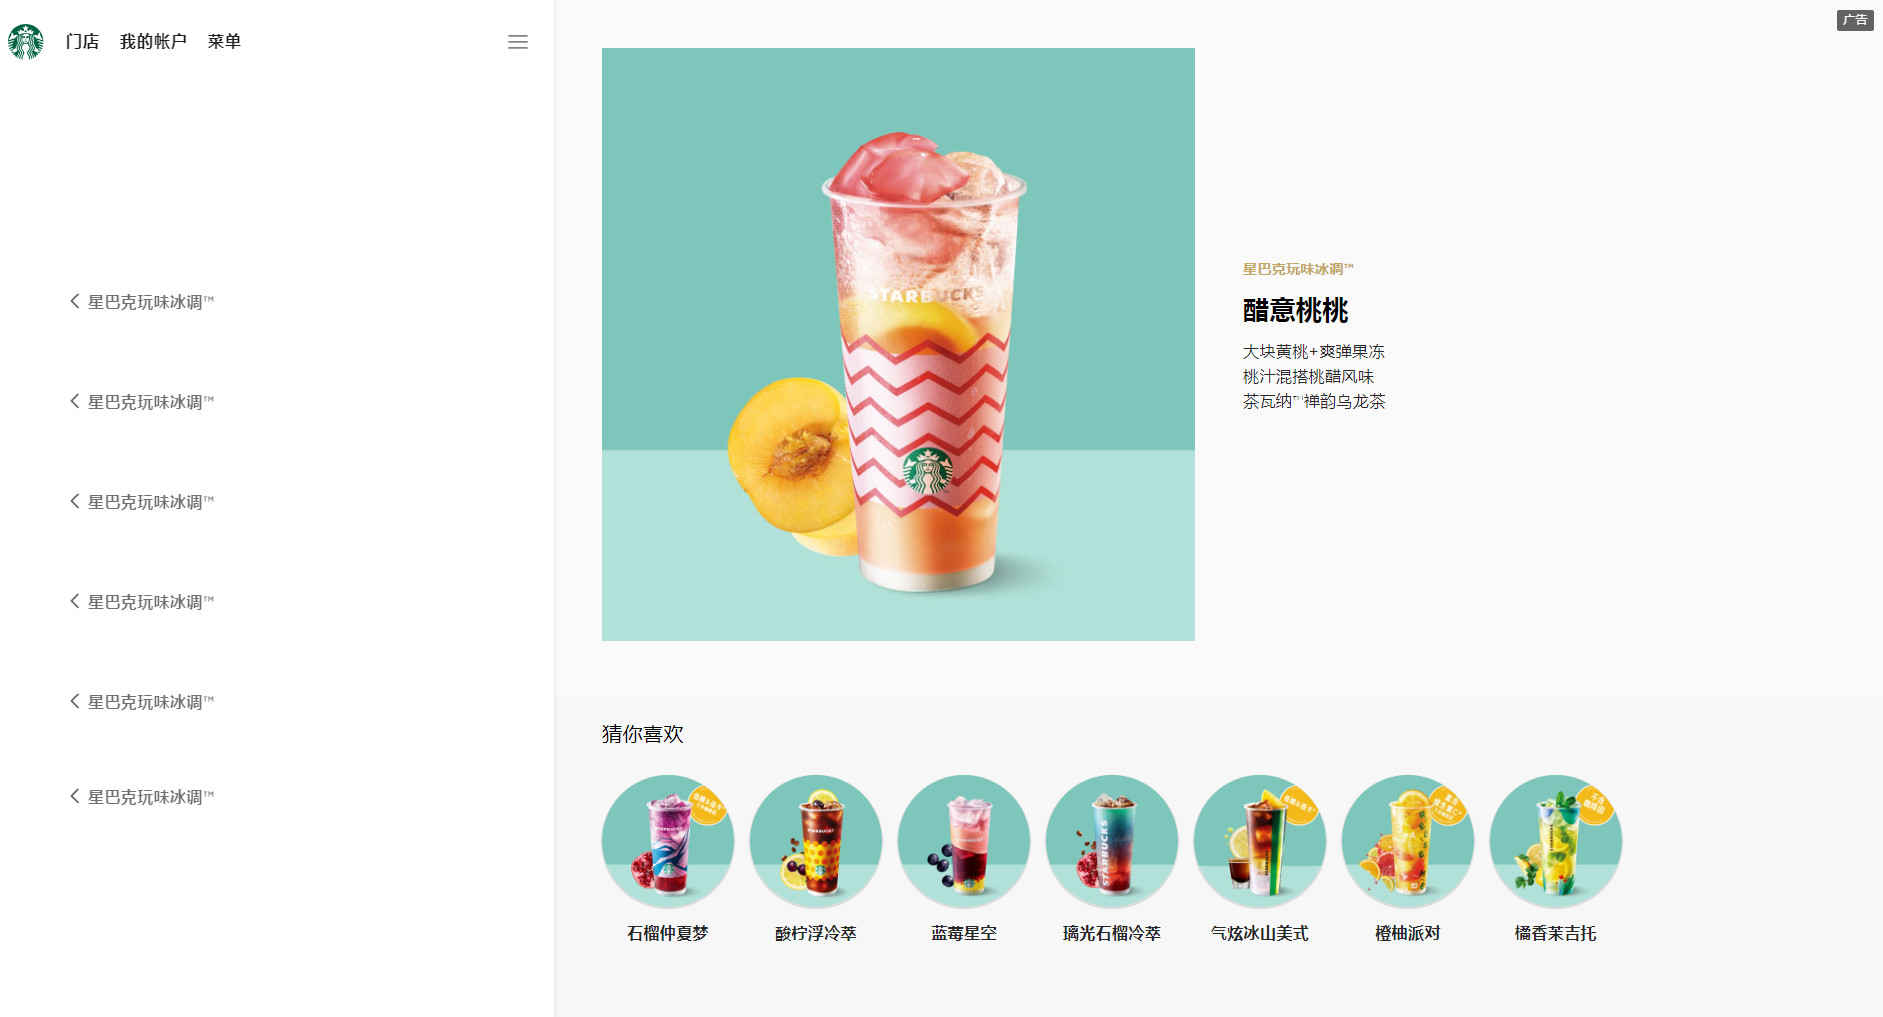 门店 我的帐户 菜单
广告
星巴克玩味冰调™
星巴克玩味冰调™
星巴克玩味冰调™
星巴克玩味冰调™
星巴克玩味冰调™
星巴克玩味冰调™
STARBUCKS
星巴克玩味冰调™
醋意桃桃
大块黄桃+爽弹果冻
桃汁混搭桃醋风味
茶瓦纳™禅韵乌龙茶
猜你喜欢
石榴仲夏梦 酸柠浮冷萃 蓝莓星空 璃光石榴冷萃 气炫冰山美式 橙柚派对 橘香茉吉托